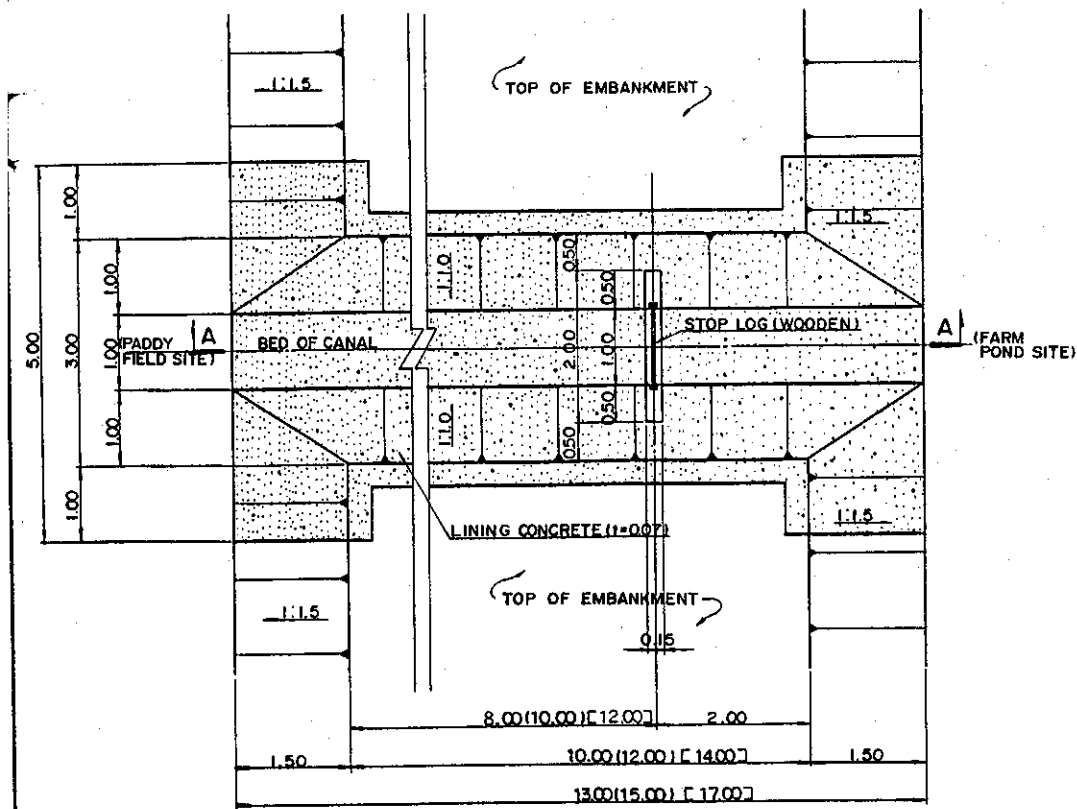 1:1.5
TOP OF EMBANKMENT
1.00
1:1.5
0.50
1:1.0
0.50
1.00
5.00
3.00
A
(PADDY
FIELD SITE)
BED OF CANAL
1.00
2.00
1.00
STOP LOG (WOODEN)
A
(FARM
POND SITE)
1.00
1:1.0
0.50
0.50
1.00
1:1.5
LINING CONCRETE (t=0.07)
TOP OF EMBANKMENT
1:1.5
0.15
8.00(10.00)[12.00]
2.00
1.50
10.00(12.00)[14.00]
1.50
13.00(15.00)[17.00]